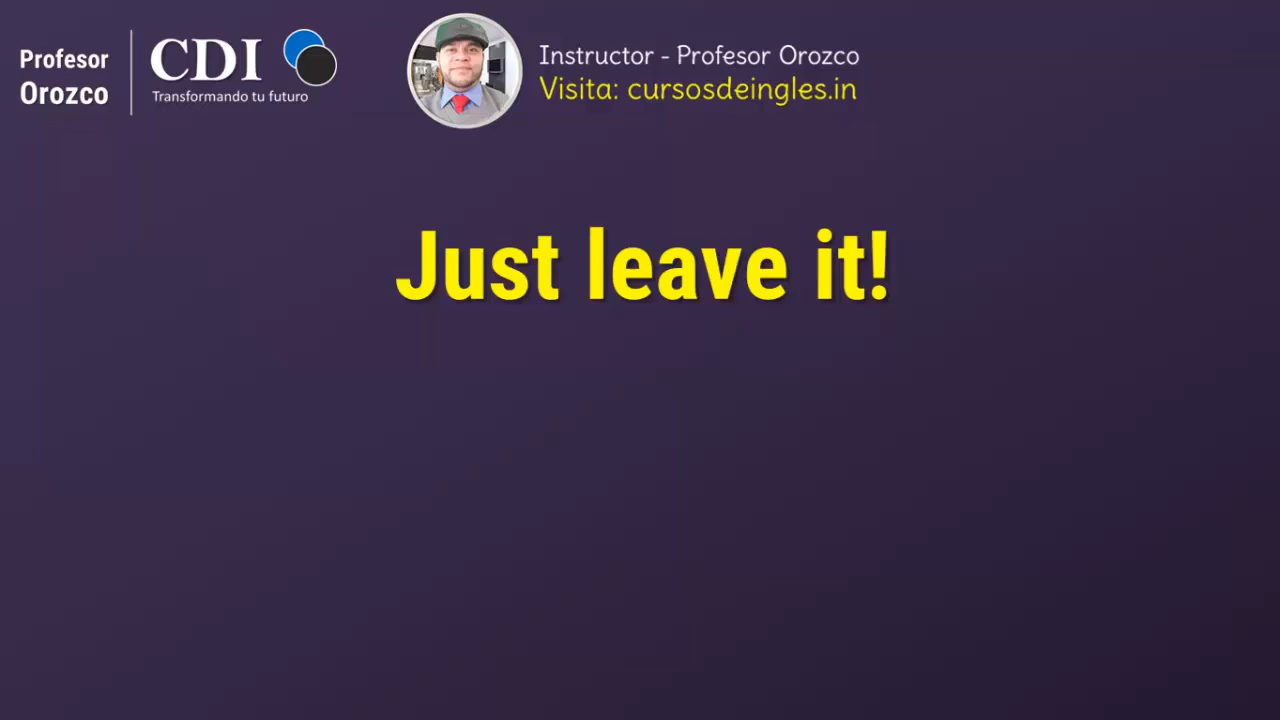 Profesor
Orozco
CDI
Transformando tu futuro
Instructor - Profesor Orozco
Visita: cursosdeingles.in
Just leave it!